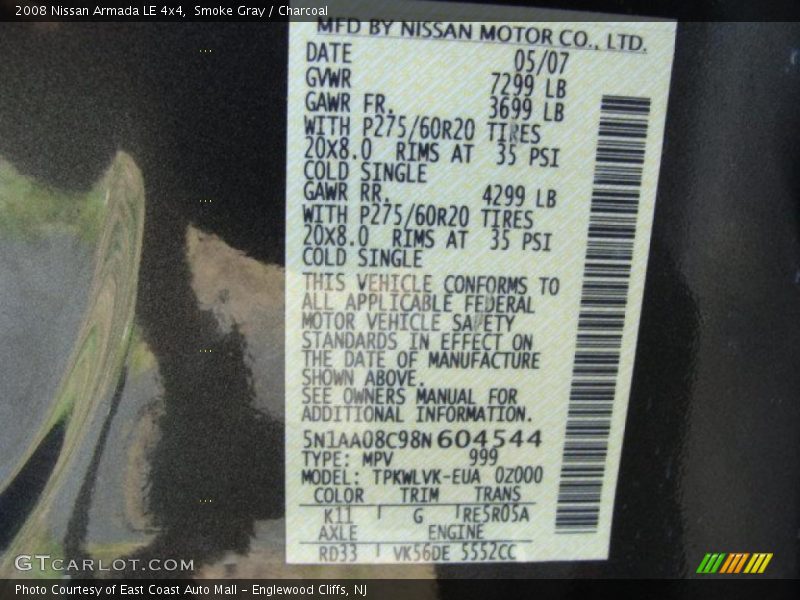 2008 Nissan Armada LE 4x4, Smoke Gray / Charcoal
MFD BY NISSAN MOTOR CO., LTD.
DATE 05/07
GVWR 7299 LB
GAWR FR. 3699 LB
WITH P275/60R20 TIRES
20X8.0 RIMS AT 35 PSI
COLD SINGLE
GAWR RR. 4299 LB
WITH P275/60R20 TIRES
20X8.0 RIMS AT 35 PSI
COLD SINGLE
THIS VEHICLE CONFORMS TO
ALL APPLICABLE FEDERAL
MOTOR VEHICLE SAFETY
STANDARDS IN EFFECT ON
THE DATE OF MANUFACTURE
SHOWN ABOVE.
SEE OWNERS MANUAL FOR
ADDITIONAL INFORMATION.
5N1AA08C98N604544
TYPE: MPV 999
MODEL: TPKWLVK-EUA 0Z000
COLOR TRIM TRANS
K11 G RE5R05A
AXLE ENGINE
RD33 VK56DE 5552CC
GTCARLOT.COM
Photo Courtesy of East Coast Auto Mall - Englewood Cliffs, NJ